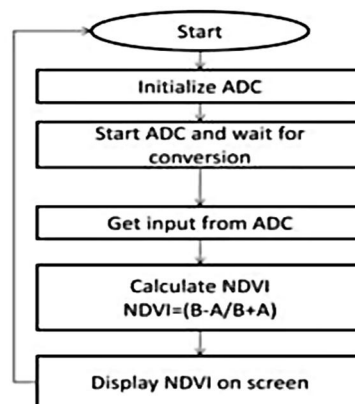 Start
Initialize ADC
Start ADC and wait for
conversion
Get input from ADC
Calculate NDVI
NDVI=(B-A/B+A)
Display NDVI on screen